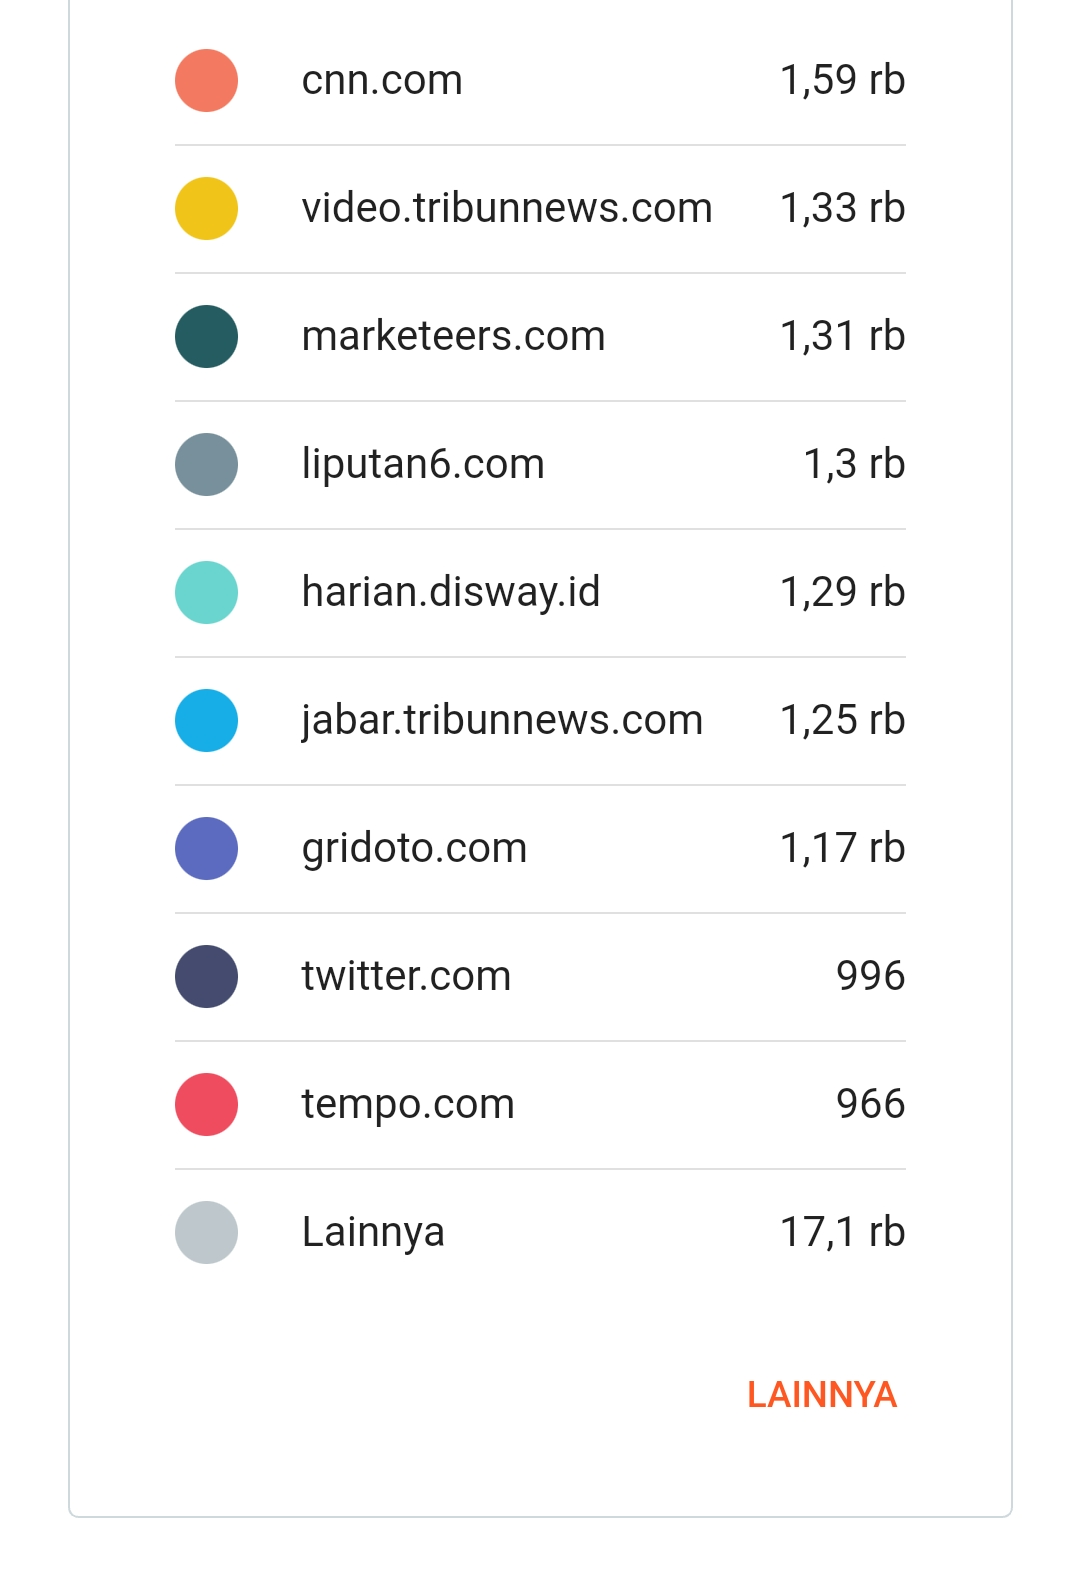 cnn.com 1,59 rb
video.tribunnews.com 1,33 rb
marketeers.com 1,31 rb
liputan6.com 1,3 rb
harian.disway.id 1,29 rb
jabar.tribunnews.com 1,25 rb
gridoto.com 1,17 rb
twitter.com 996
tempo.com 966
Lainnya 17,1 rb
LAINNYA